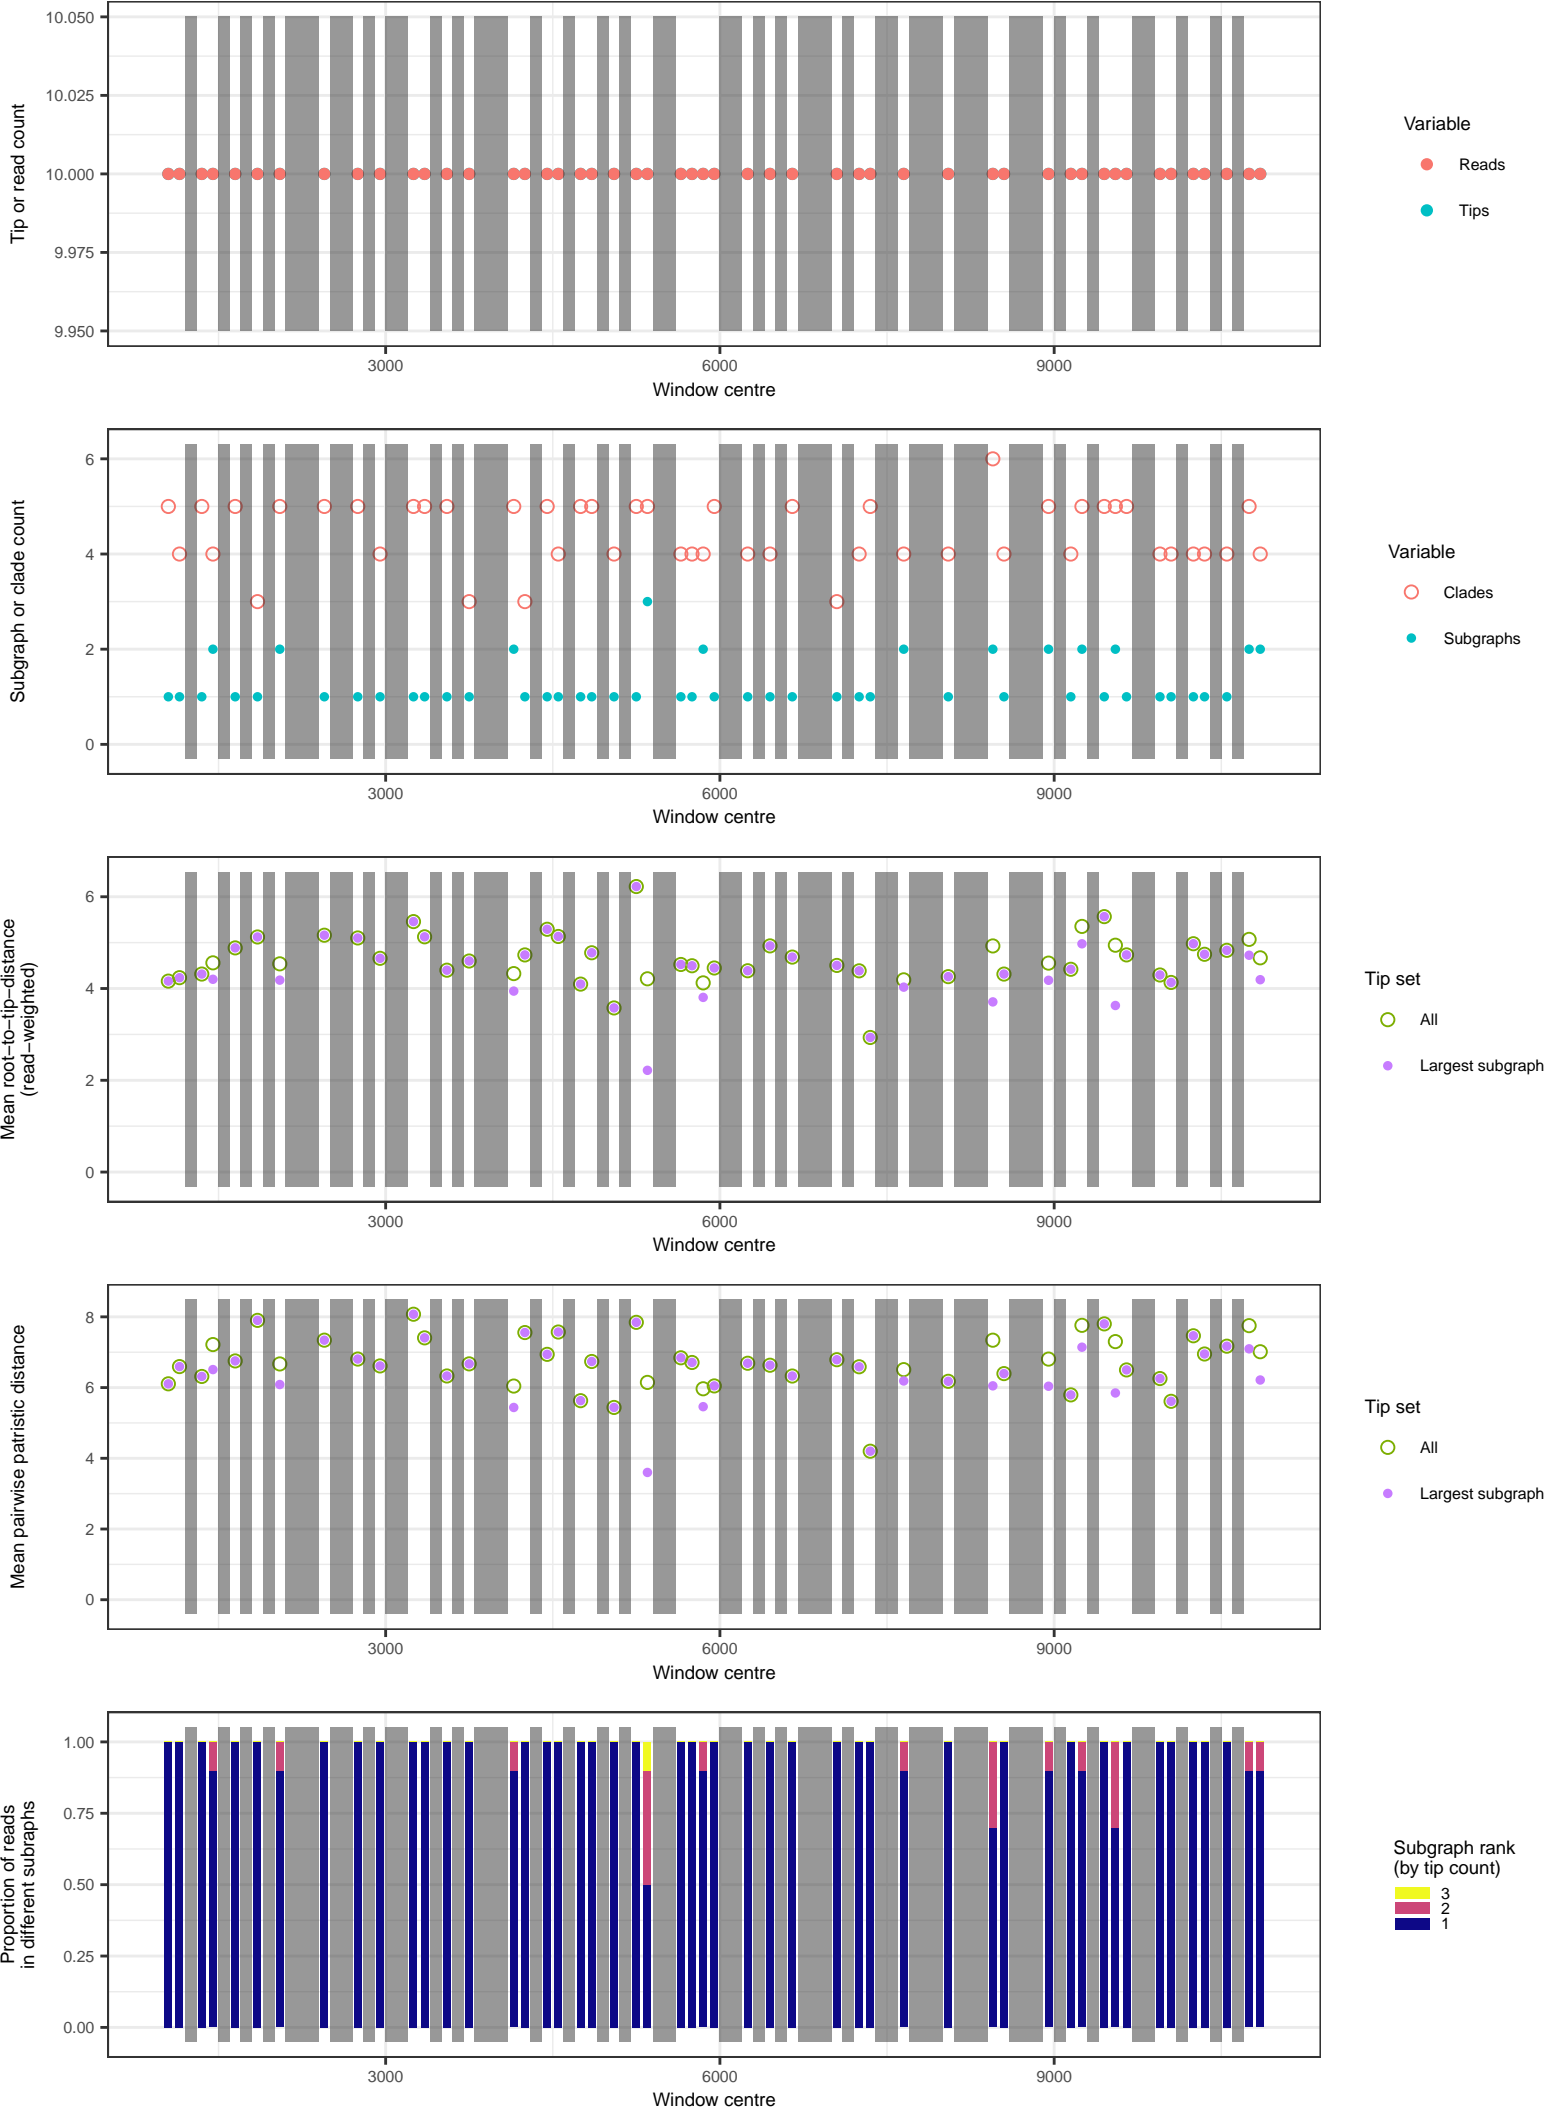 10.050
10.025
10.000
9.975
9.950
Tip or read count
3000
6000
9000
Window centre
Variable
Reads
Tips
6
4
2
0
Subgraph or clade count
3000
6000
9000
Window centre
Variable
Clades
Subgraphs
6
4
2
0
Mean root−to−tip−distance
(read−weighted)
3000
6000
9000
Window centre
Tip set
All
Largest subgraph
8
6
4
2
0
Mean pairwise patristic distance
3000
6000
9000
Window centre
Tip set
All
Largest subgraph
1.00
0.75
0.50
0.25
0.00
Proportion of reads
in different subraphs
3000
6000
9000
Window centre
Subgraph rank
(by tip count)
3
2
1